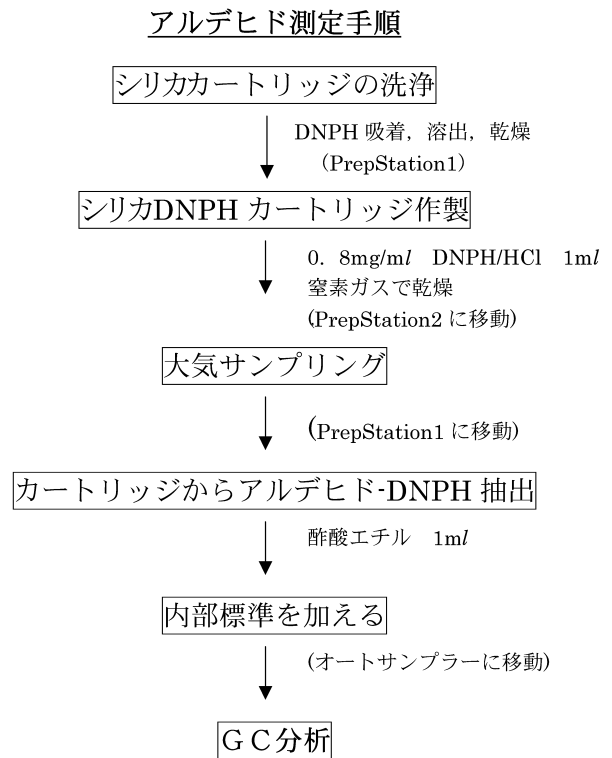 アルデヒド測定手順
シリカカートリッジの洗浄
DNPH 吸着，溶出，乾燥
（PrepStation1）
シリカDNPH カートリッジ作製
0．8mg/ml　DNPH/HCl　1ml
窒素ガスで乾燥
(PrepStation2 に移動)
大気サンプリング
(PrepStation1 に移動)
カートリッジからアルデヒド-DNPH 抽出
酢酸エチル　1ml
内部標準を加える
(オートサンプラーに移動)
ＧＣ分析